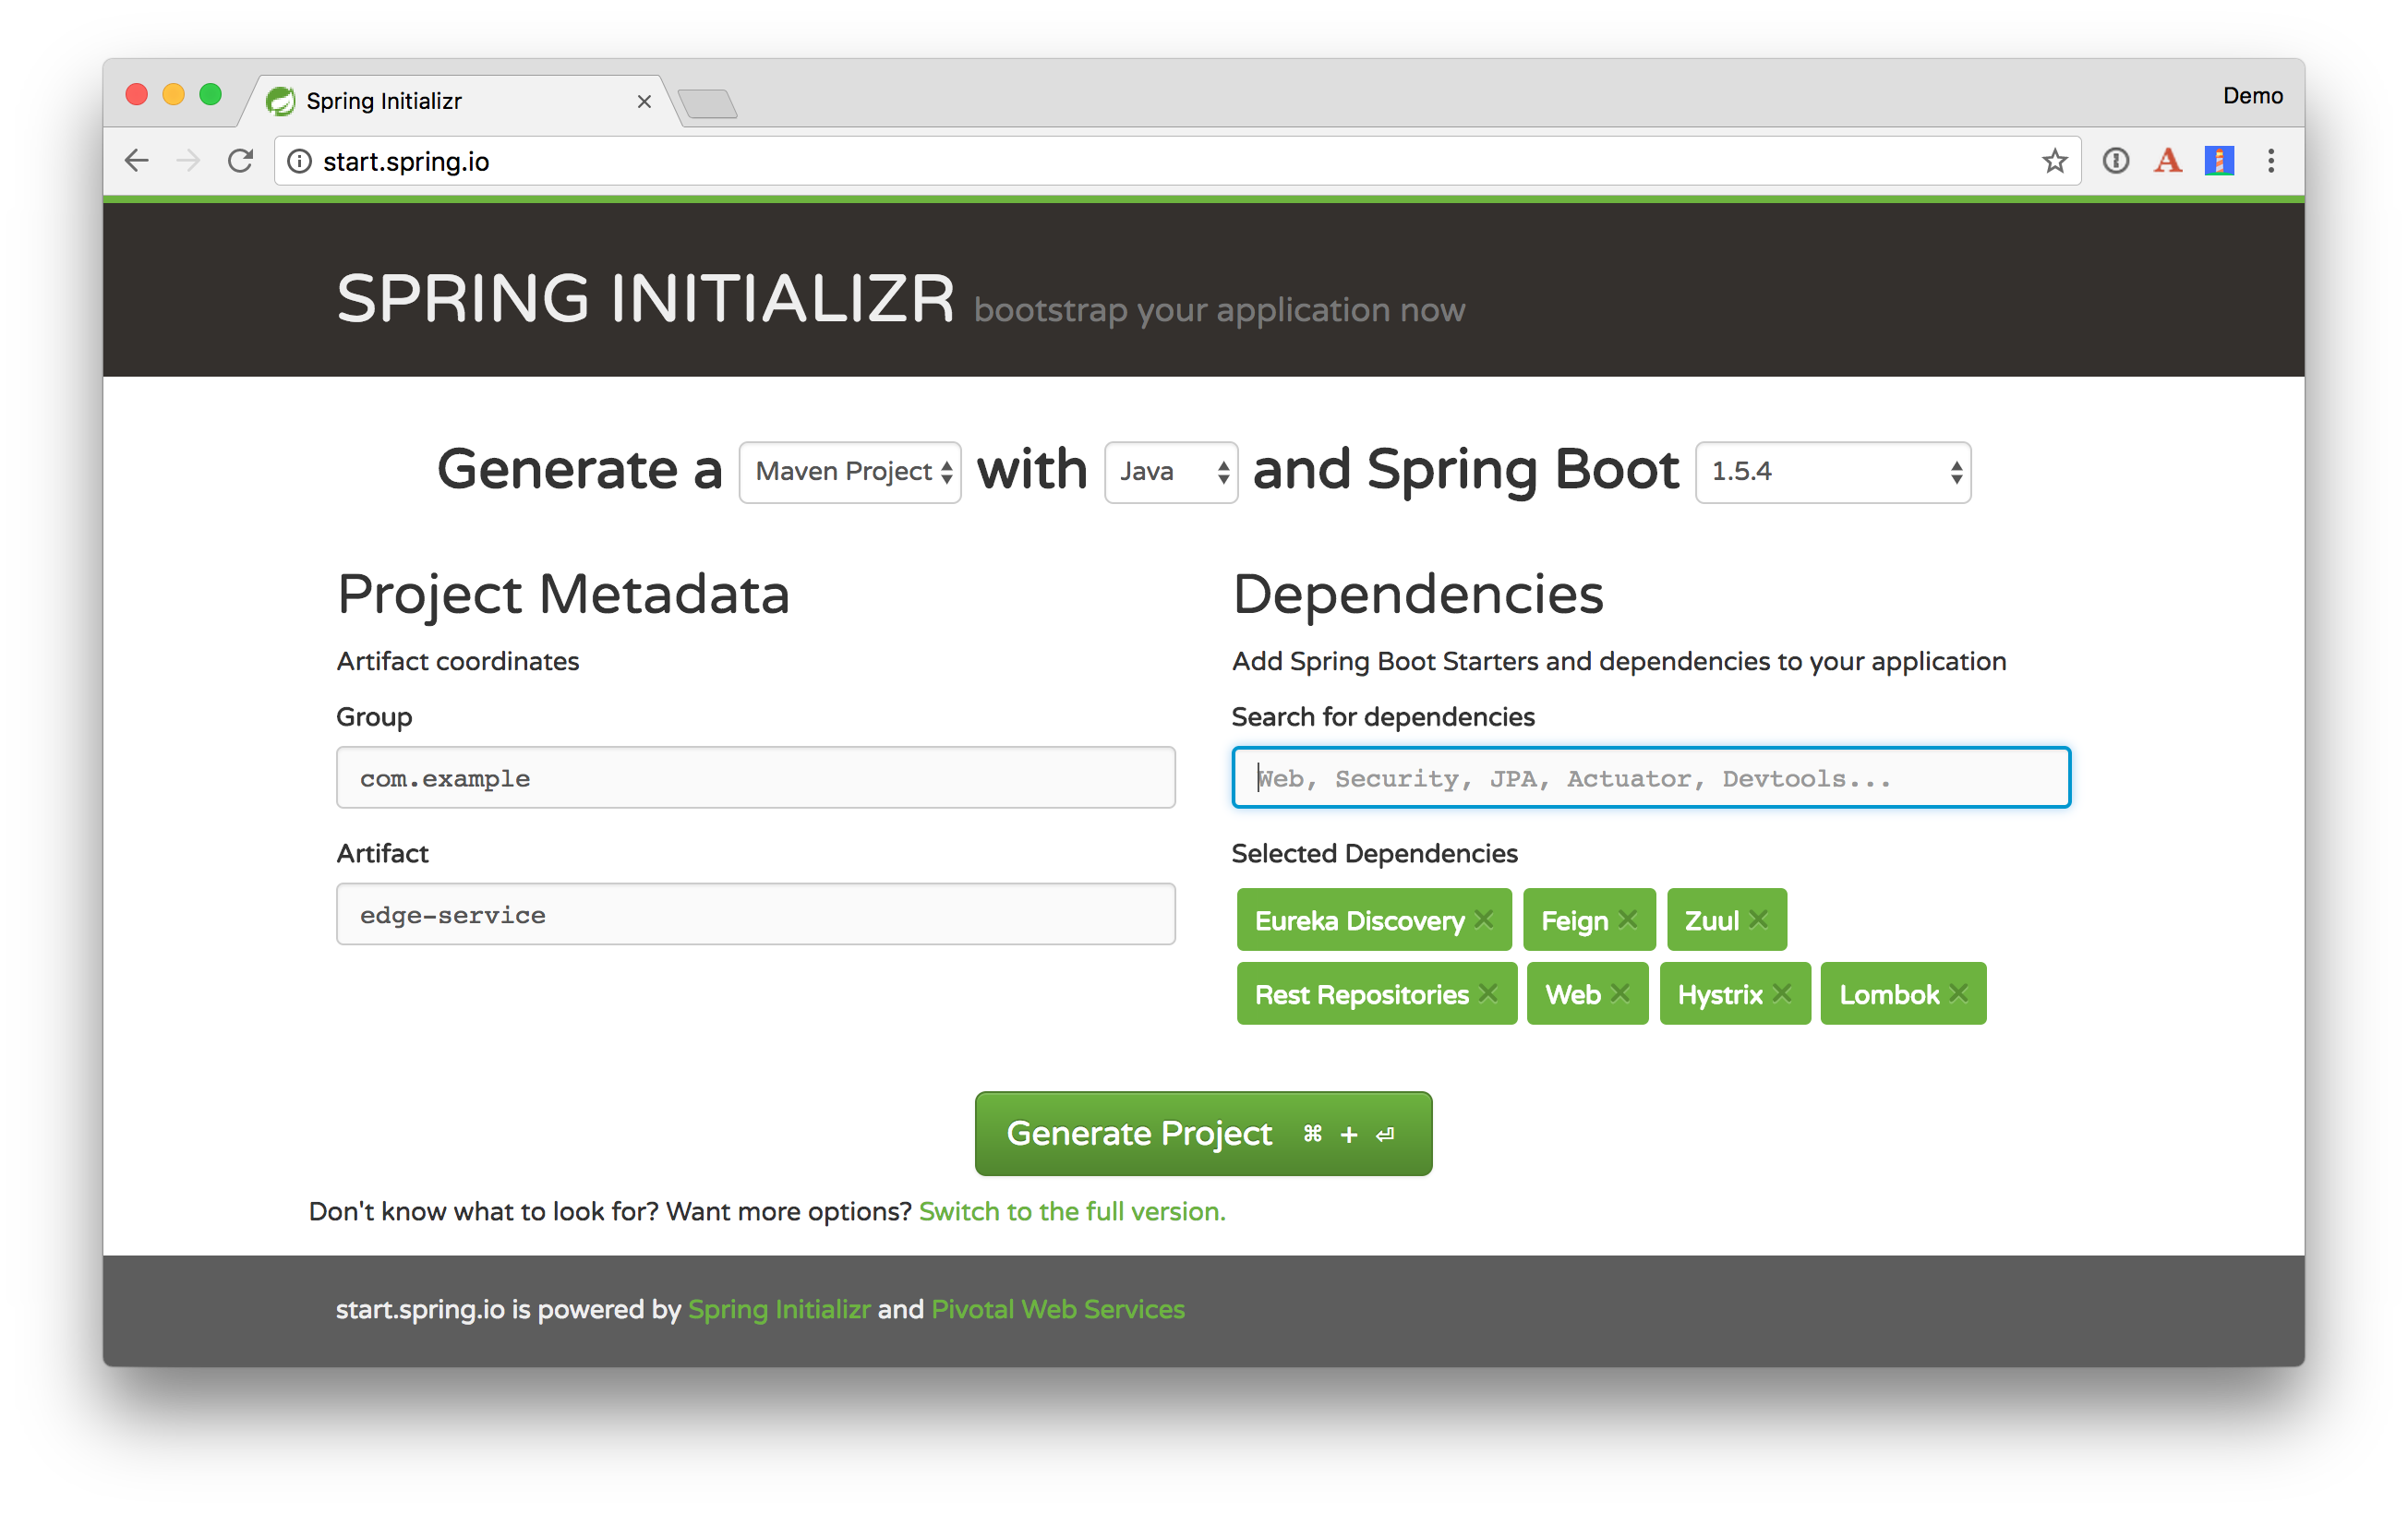 Spring Initializr
Demo
start.spring.io
SPRING INITIALIZR bootstrap your application now
Generate a Maven Project with Java and Spring Boot 1.5.4
Project Metadata
Artifact coordinates
Group
com.example
Artifact
edge-service
Dependencies
Add Spring Boot Starters and dependencies to your application
Search for dependencies
Web, Security, JPA, Actuator, Devtools...
Selected Dependencies
Eureka Discovery × Feign × Zuul ×
Rest Repositories × Web × Hystrix × Lombok ×
Generate Project ⌘ + ⏎
Don't know what to look for? Want more options? Switch to the full version.
start.spring.io is powered by Spring Initializr and Pivotal Web Services